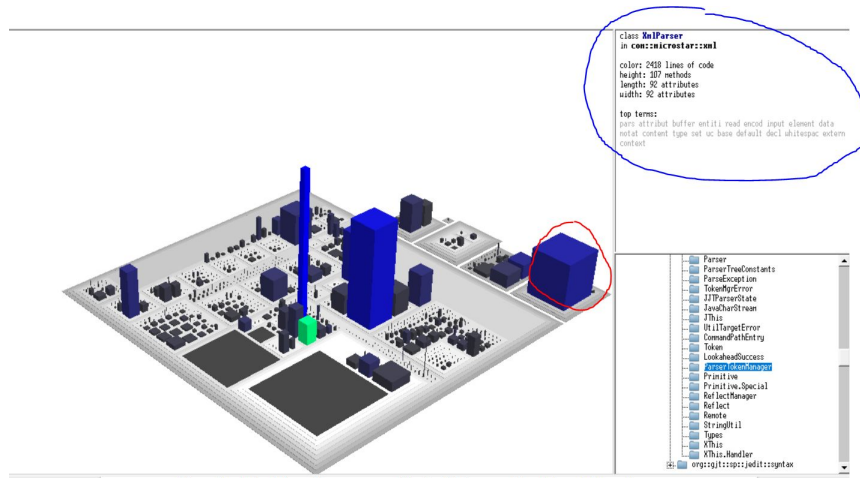 class XmlParser
in com::microstar::xml
color: 2418 lines of code
height: 107 methods
length: 92 attributes
width: 92 attributes
top terms:
pars attribut buffer entiti read encod input element data
notat content type set uc base default decl whitespac extern
context
Parser
ParserTreeConstants
ParseException
TokenMgrError
JJTParserState
JavaCharStream
JThis
UtilTargetError
CommandPathEntry
Token
LookaheadSuccess
ParserTokenManager
Primitive
Primitive.Special
ReflectManager
Reflect
Remote
StringUtil
Types
XThis
XThis.Handler
org::gjt::sp::jedit::syntax